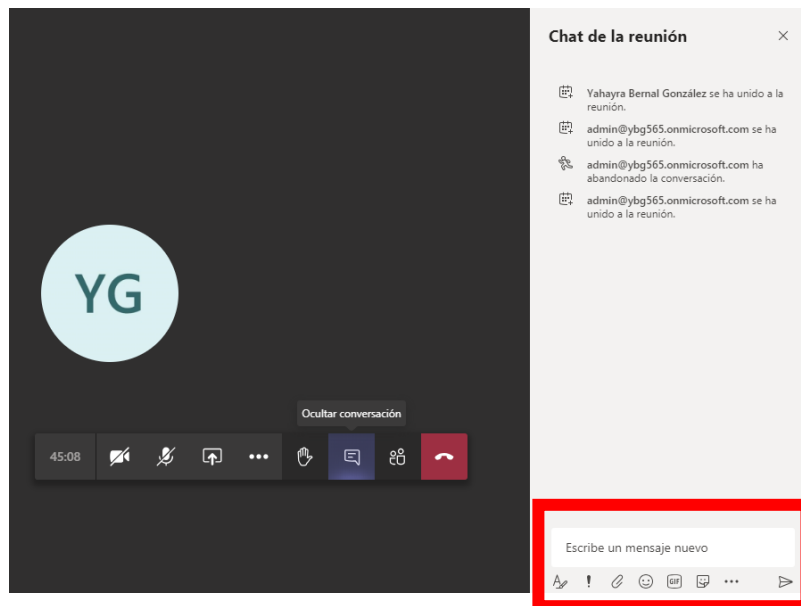 Chat de la reunión
Yahayra Bernal González se ha unido a la
reunión.
admin@ybg565.onmicrosoft.com se ha
unido a la reunión.
admin@ybg565.onmicrosoft.com ha
abandonado la conversación.
admin@ybg565.onmicrosoft.com se ha
unido a la reunión.
YG
Ocultar conversación
45:08
Escribe un mensaje nuevo
GIF